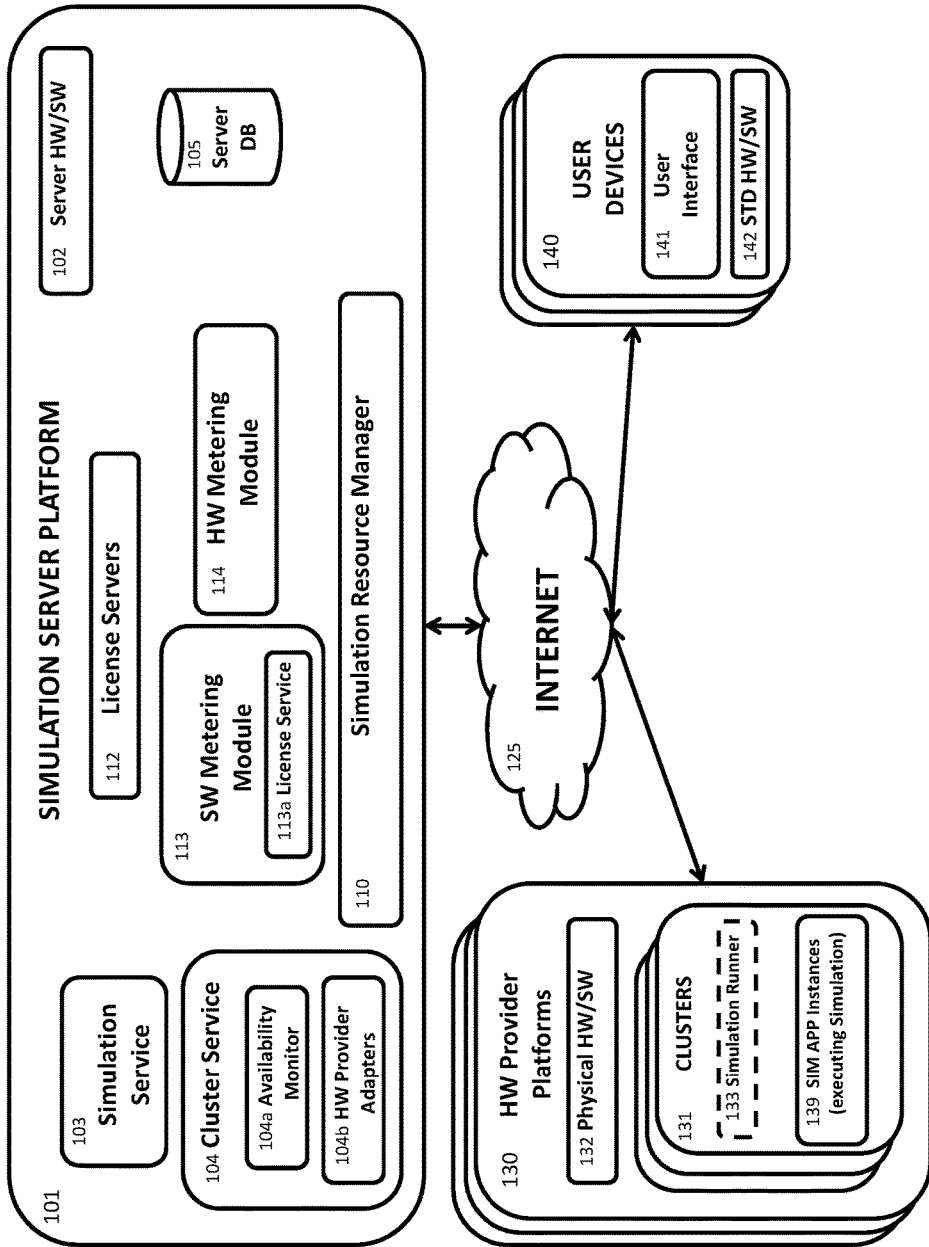 SIMULATION SERVER PLATFORM
101
103
Simulation
Service
104 Cluster Service
104a Availability
Monitor
104b HW Provider
Adapters
112 License Servers
113
SW Metering
Module
113a License Service
114
HW Metering
Module
110
Simulation Resource Manager
102 Server HW/SW
105
Server
DB
125
INTERNET
130
HW Provider
Platforms
132 Physical HW/SW
131
CLUSTERS
133 Simulation Runner
139 SIM APP Instances
(executing Simulation)
140
USER
DEVICES
141
User
Interface
142 STD HW/SW